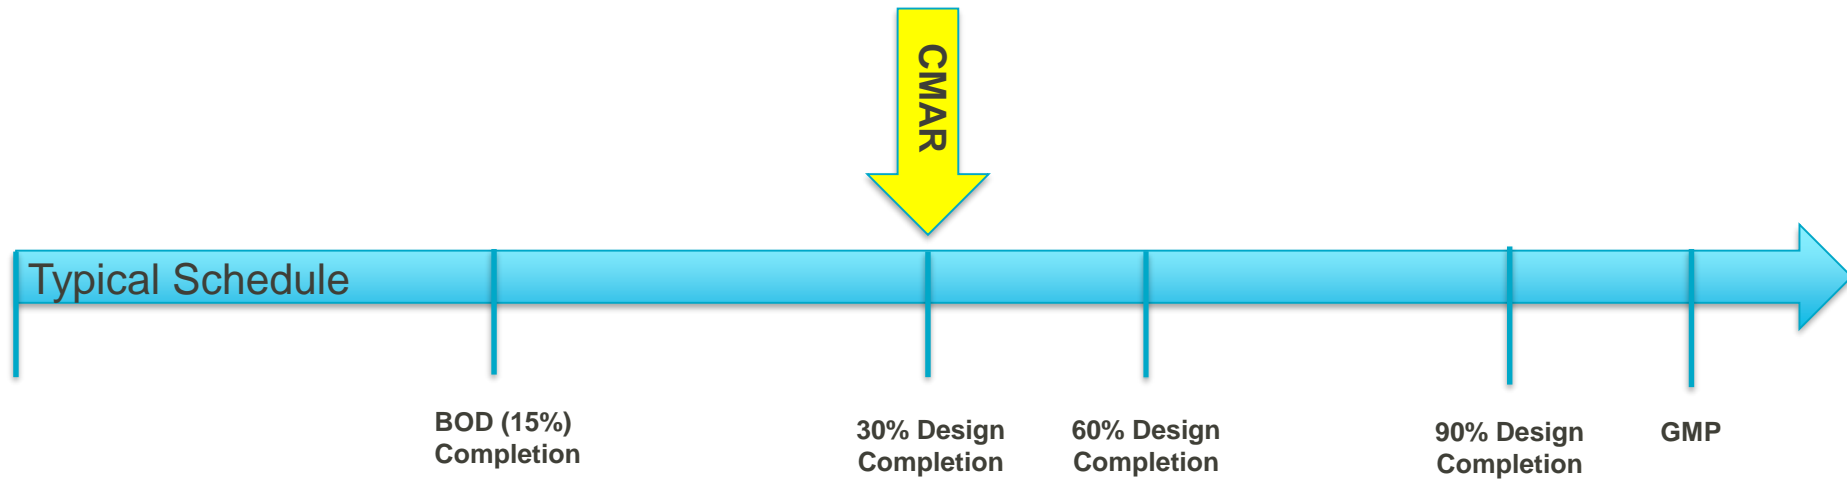 CMAR
Typical Schedule
BOD (15%)
Completion
30% Design
Completion
60% Design
Completion
90% Design
Completion
GMP